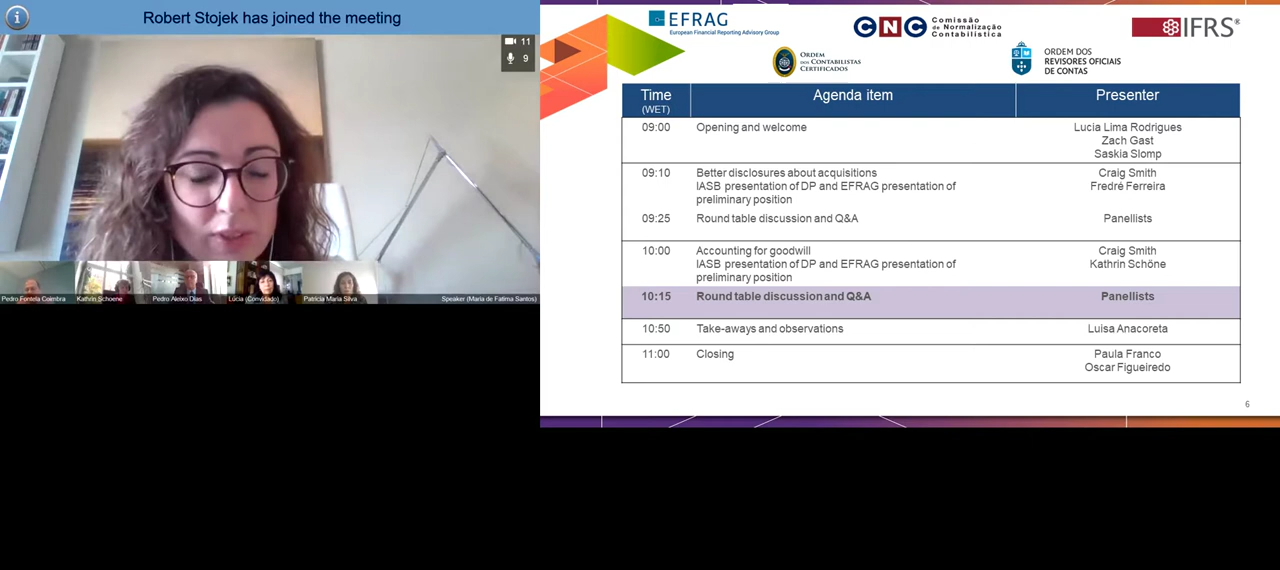 Robert Stojek has joined the meeting
11
9
Pedro Fontela Coimbra
Kathrin Schoene
Pedro Aleixo Dias
Lúcia (Convidado)
Patrícia Maria Silva
Speaker (Maria de Fatima Santos)
EFRAG
European Financial Reporting Advisory Group
CNC
Comissão
de Normalização
Contabilística
IFRS®
ORDEM
DOS CONTABILISTAS
CERTIFICADOS
ORDEM DOS
REVISORES OFICIAIS
DE CONTAS
Time
(WET)
Agenda item
Presenter
09:00
Opening and welcome
Lucia Lima Rodrigues
Zach Gast
Saskia Slomp
09:10
Better disclosures about acquisitions
IASB presentation of DP and EFRAG presentation of
preliminary position
Craig Smith
Fredré Ferreira
09:25
Round table discussion and Q&A
Panellists
10:00
Accounting for goodwill
IASB presentation of DP and EFRAG presentation of
preliminary position
Craig Smith
Kathrin Schöne
10:15
Round table discussion and Q&A
Panellists
10:50
Take-aways and observations
Luisa Anacoreta
11:00
Closing
Paula Franco
Oscar Figueiredo
6